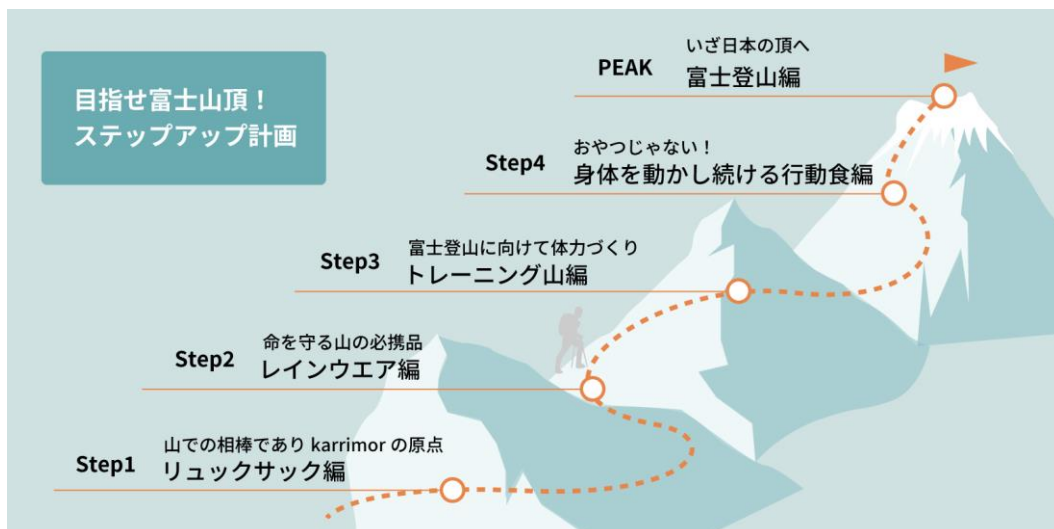 目指せ富士山頂！
ステップアップ計画
PEAK
いざ日本の頂へ
富士登山編
Step4
おやつじゃない！
身体を動かし続ける行動食編
Step3
富士登山に向けて体力づくり
トレーニング山編
Step2
命を守る山の必携品
レインウエア編
Step1
山での相棒であり karrimor の原点
リュックサック編